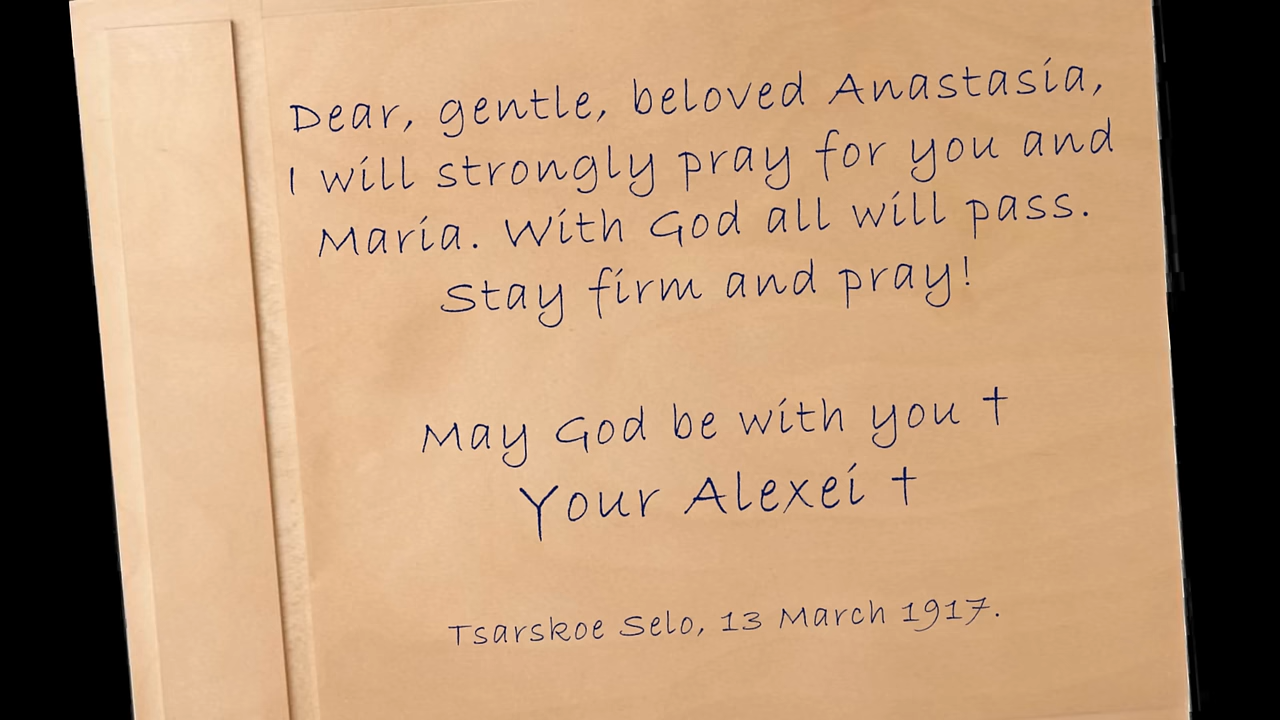 Dear, gentle, beloved Anastasia,
I will strongly pray for you and
Maria. With God all will pass.
Stay firm and pray!
May God be with you †
Your Alexei †
Tsarskoe Selo, 13 March 1917.